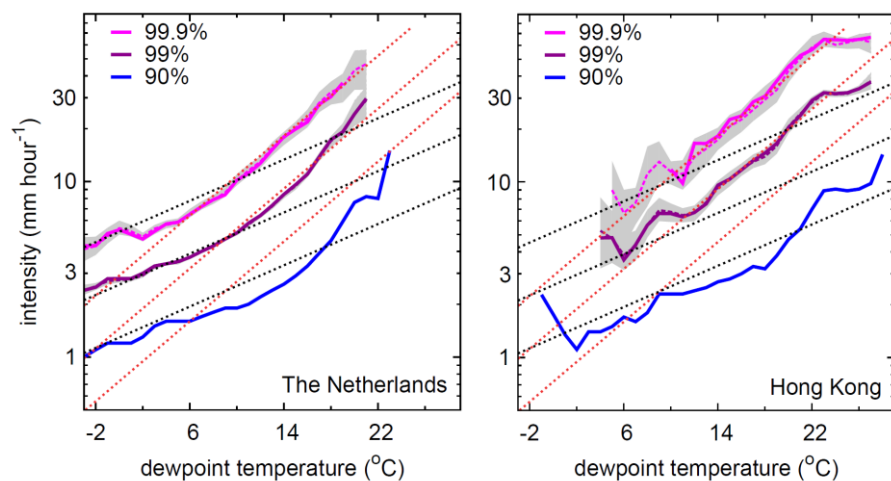 99.9%
99%
90%
30
10
3
1
intensity (mm hour⁻¹)
The Netherlands
-2 6 14 22
dewpoint temperature (°C)
99.9%
99%
90%
30
10
3
1
Hong Kong
-2 6 14 22
dewpoint temperature (°C)